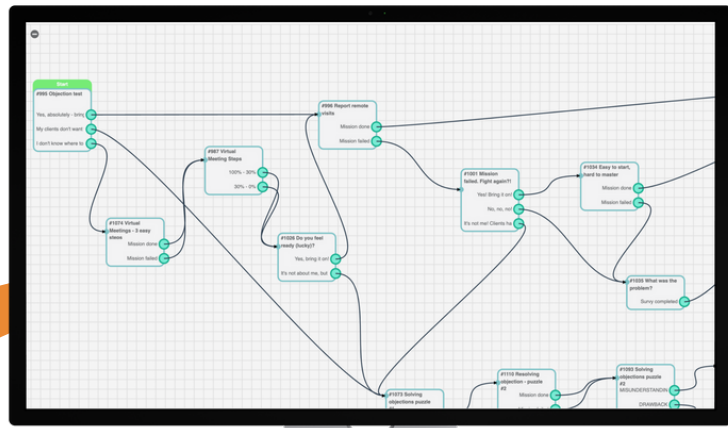 Start
#995 Objection test
Yes, absolutely - brin
My clients don't want
I don't know where to
#996 Report remote
visits
Mission done
Mission failed
#997 Virtual
Meeting Steps
100% - 30%
30% - 0%
#1074 Virtual
Meetings - 3 easy
steps
Mission done
Mission failed
#1026 Do you feel
ready (lucky)?
Yes, bring it on!
It's not about me, but
#1051 Mission
failed, Fight again?!
Yes! Bring it on!
No, no, no!
It's not me! Clients ha
#1034 Easy to start,
hard to master
Mission done
Mission failed
#1035 What was the
problem?
Survy completed
#1073 Solving
objections puzzle
#1110 Resolving
objection - puzzle
#2
Mission done
#1093 Solving
objections puzzle
#2
MISUNDERSTANDIN
DRAWBACK